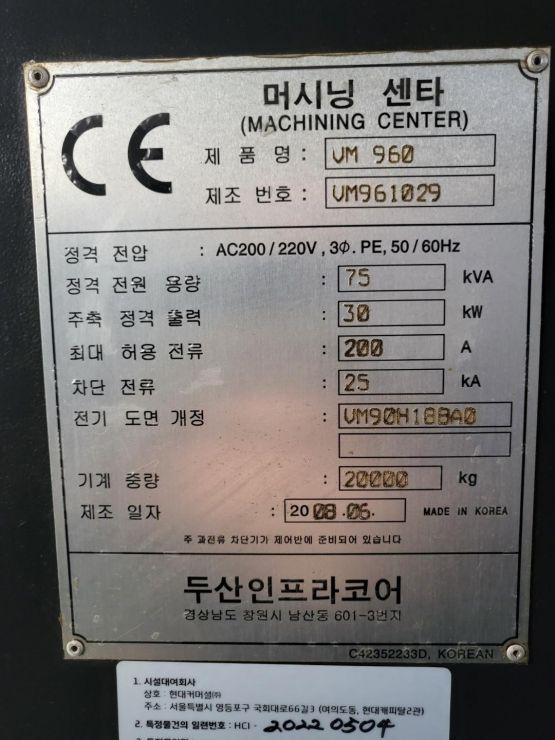 CE
머시닝 센타
(MACHINING CENTER)
제 품 명 : VM 960
제조 번호 : VM961029
정격 전압 : AC200 / 220V , 3Φ. PE, 50 / 60Hz
정격 전원 용량 : 75 kVA
주축 정격 출력 : 30 kW
최대 허용 전류 : 200 A
차단 전류 : 25 kA
전기 도면 개정 : VM90H18BA0
기계 중량 : 20000 kg
제조 일자 : 2008.06. MADE IN KOREA
주 과전류 차단기가 제어반에 준비되어 있습니다
두산인프라코어
경상남도 창원시 남산동 601-3번지
C42352233D, KOREAN
1. 시설대여회사
상호 : 현대커머셜㈜
주소 : 서울특별시 영등포구 국회대로66길3 (여의도동, 현대캐피탈2관)
2. 특정물건의 일련번호 : HCI - 20220504